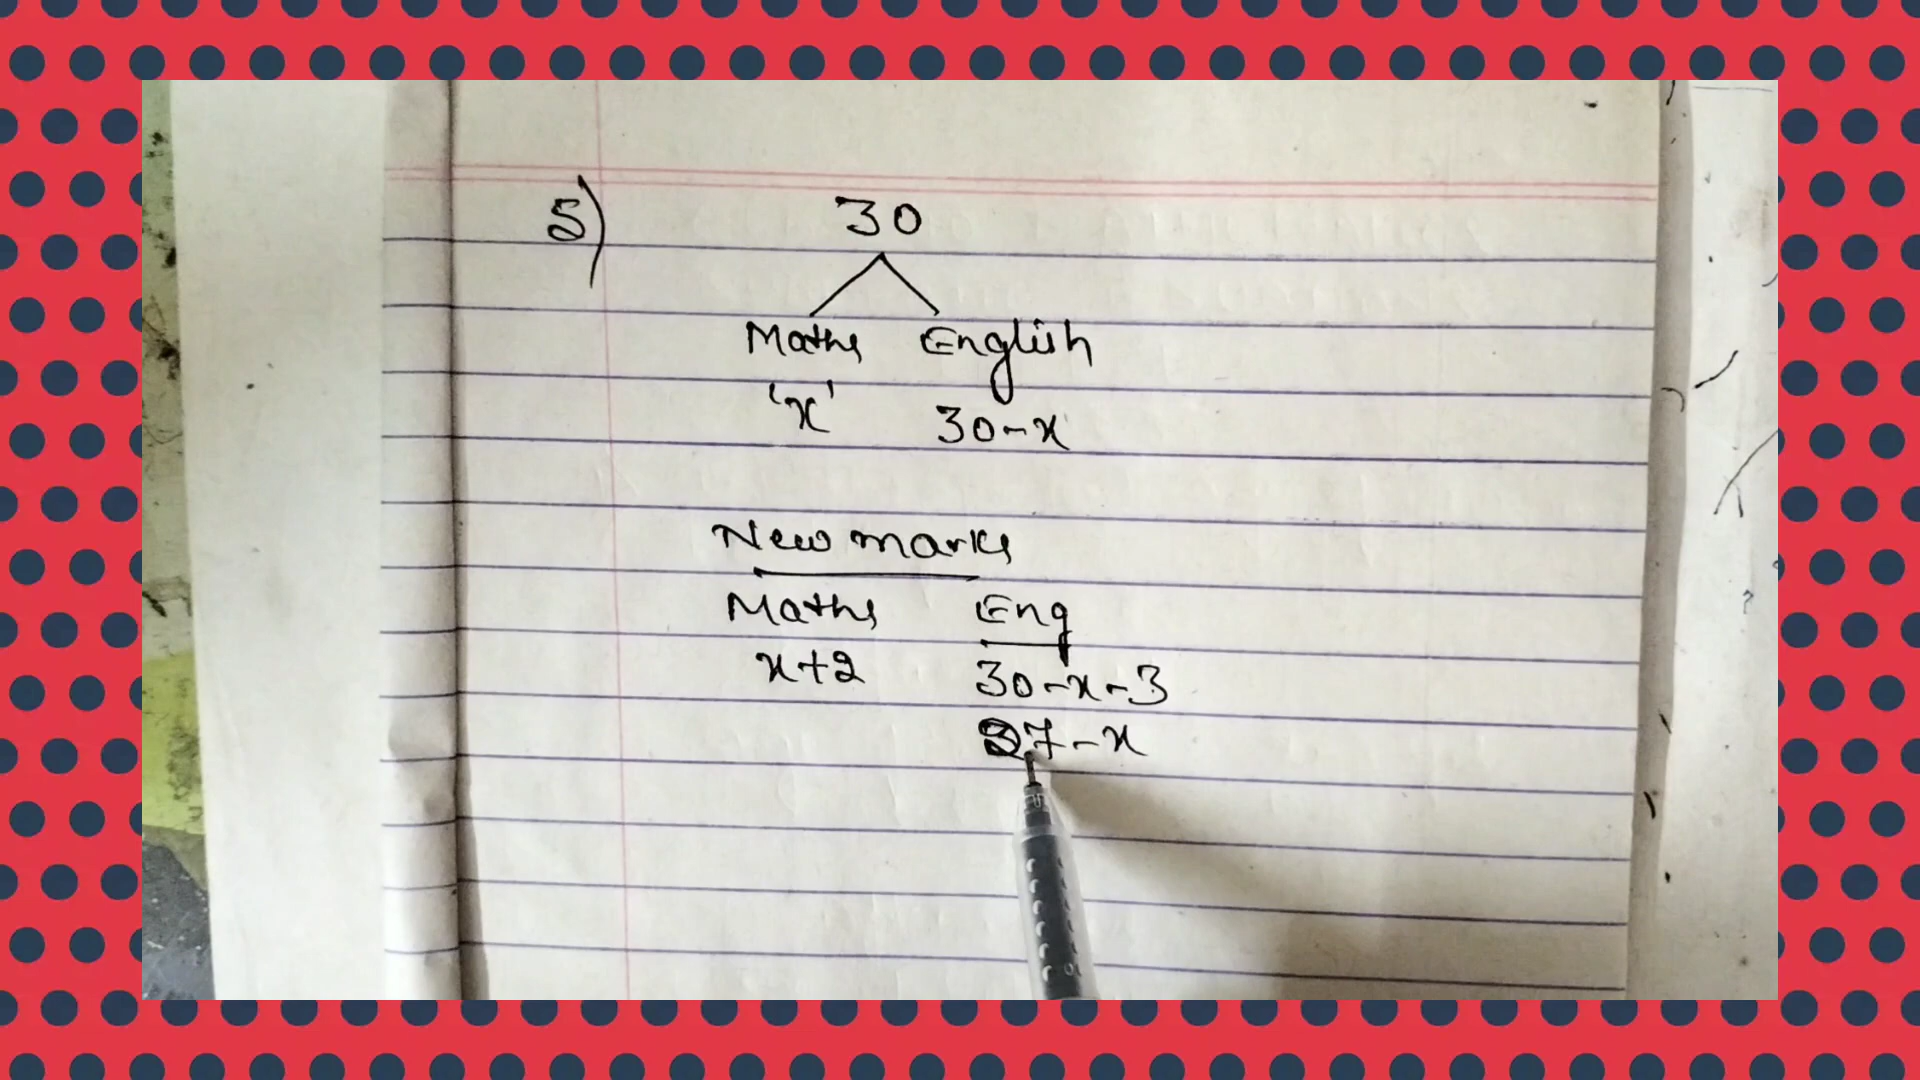 5) 30
Maths English
'x' 30-x
New marks
Maths Eng
x+2 30-x-3
27-x